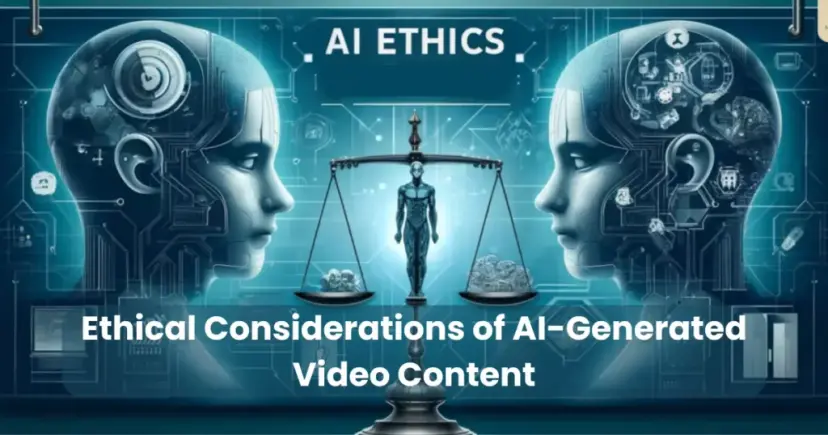 AI ETHICS
Ethical Considerations of AI-Generated
Video Content